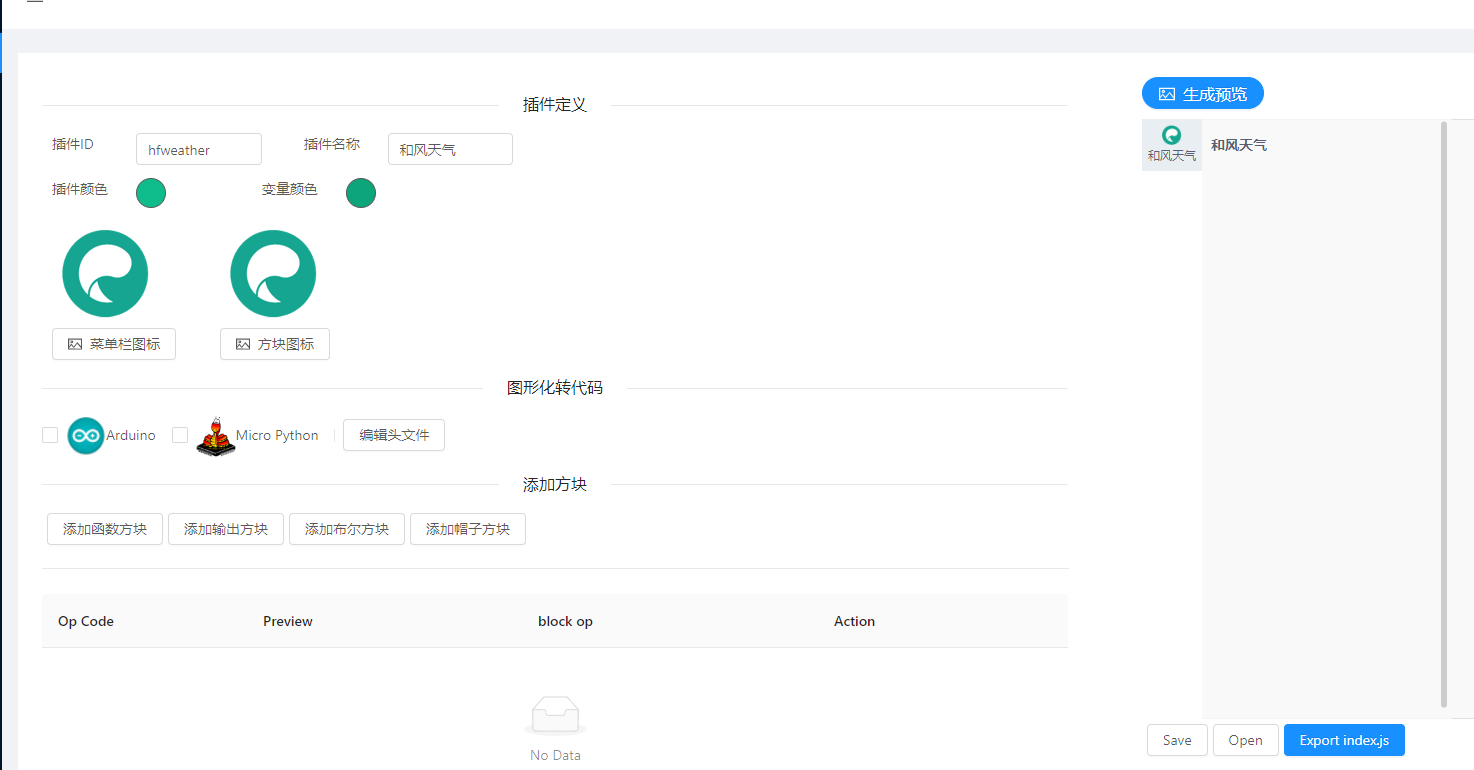 插件定义
插件ID
hfweather
插件名称
和风天气
插件颜色
变量颜色
菜单栏图标
方块图标
图形化转代码
Arduino
Micro Python
编辑头文件
添加方块
添加函数方块
添加输出方块
添加布尔方块
添加帽子方块
Op Code
Preview
block op
Action
No Data
生成预览
和风天气
和风天气
Save
Open
Export index.js